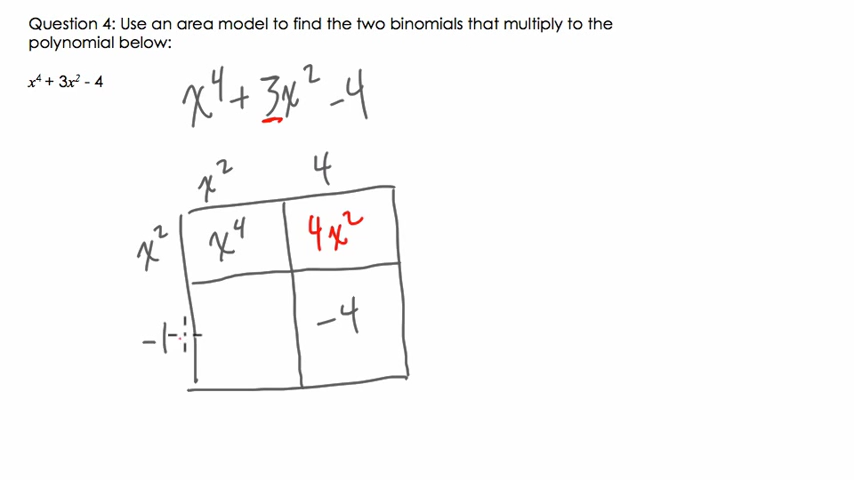 Question 4: Use an area model to find the two binomials that multiply to the
polynomial below:
x⁴ + 3x² - 4
x⁴ + 3x² - 4
x² 4
x² x⁴ 4x²
-1 -4